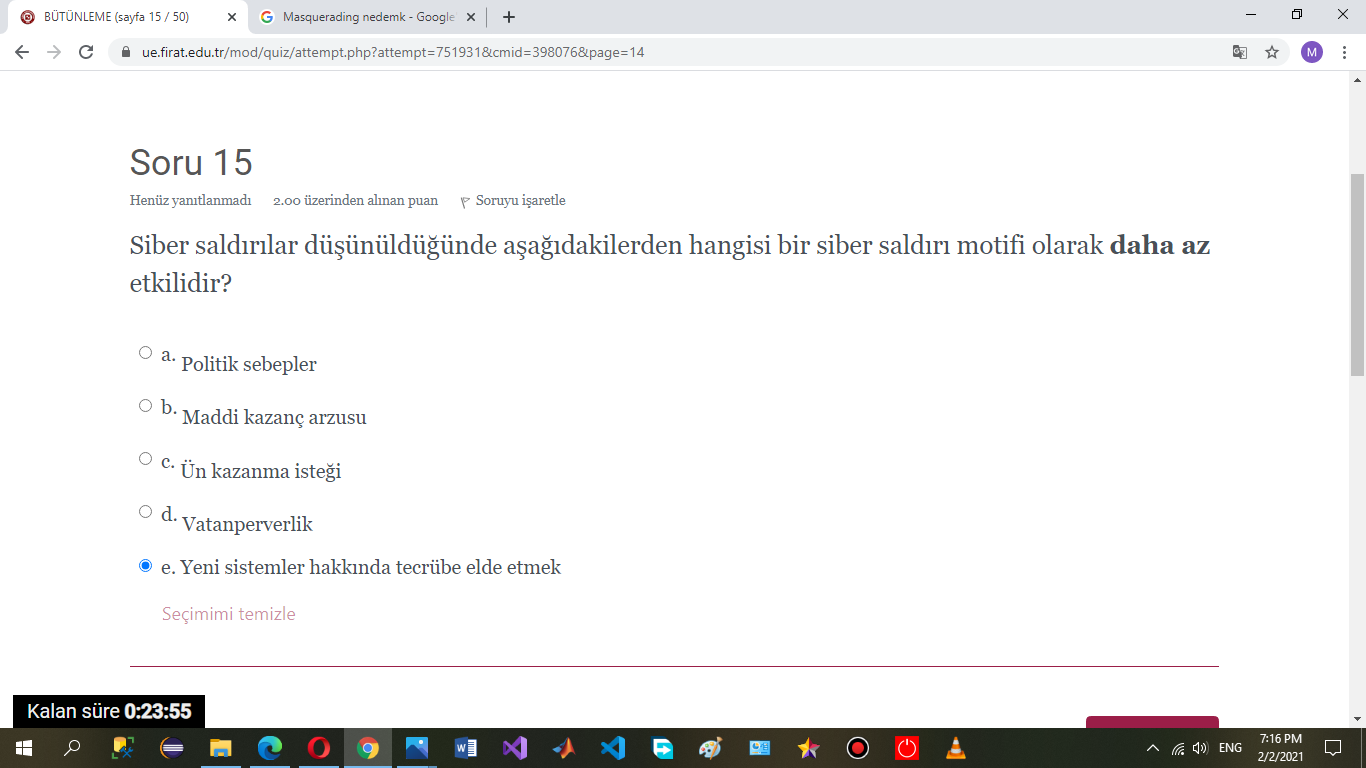 BÜTÜNLEME (sayfa 15 / 50)
Masquerading nedemk - Google
ue.firat.edu.tr/mod/quiz/attempt.php?attempt=751931&cmid=398076&page=14
M
Soru 15
Henüz yanıtlanmadı 2.00 üzerinden alınan puan Soruyu işaretle
Siber saldırılar düşünüldüğünde aşağıdakilerden hangisi bir siber saldırı motifi olarak daha az
etkilidir?
a. Politik sebepler
b. Maddi kazanç arzusu
c. Ün kazanma isteği
d. Vatanperverlik
e. Yeni sistemler hakkında tecrübe elde etmek
Seçimimi temizle
Kalan süre 0:23:55
ENG
7:16 PM
2/2/2021